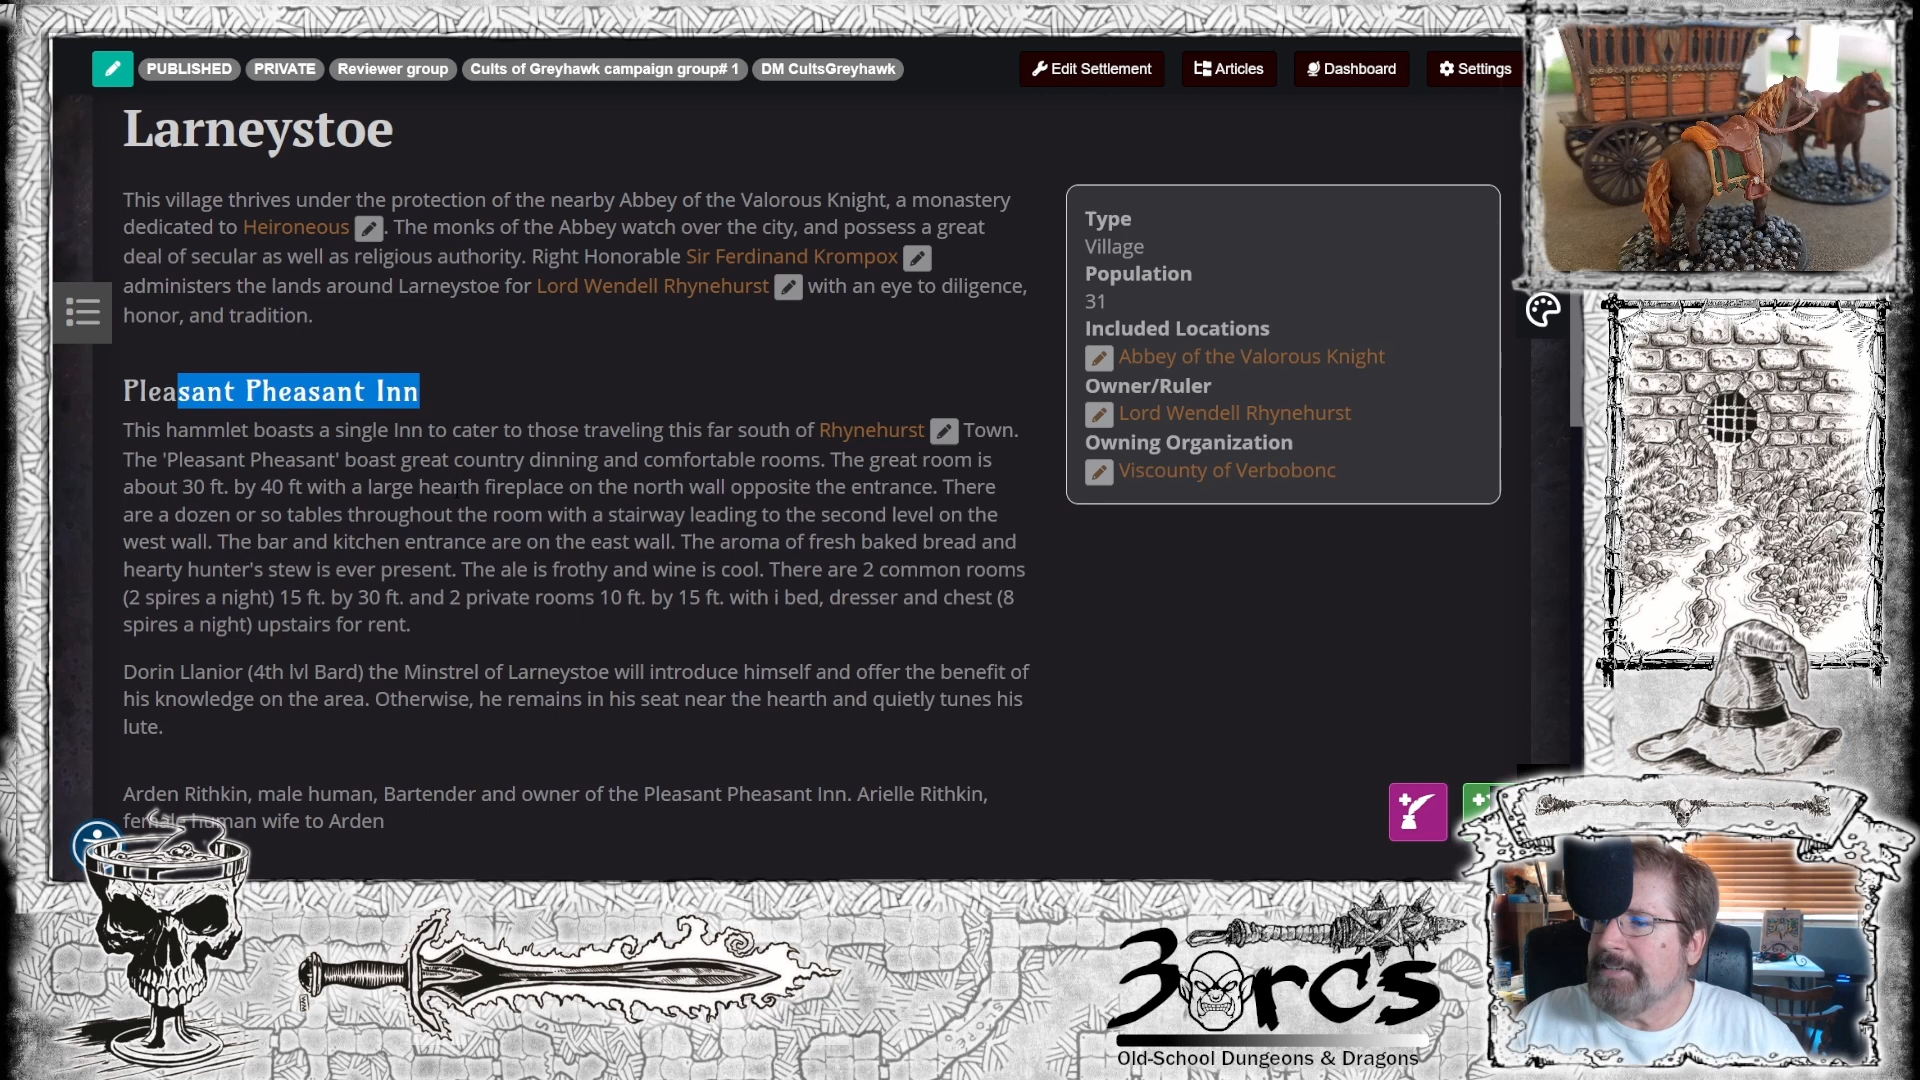 PUBLISHED PRIVATE Reviewer group Cults of Greyhawk campaign group# 1 DM CultsGreyhawk
Edit Settlement Articles Dashboard Settings
Larneystoe
This village thrives under the protection of the nearby Abbey of the Valorous Knight, a monastery
dedicated to Heironeous . The monks of the Abbey watch over the city, and possess a great
deal of secular as well as religious authority. Right Honorable Sir Ferdinand Krompox
administers the lands around Larneystoe for Lord Wendell Rhynehurst with an eye to diligence,
honor, and tradition.
Pleasant Pheasant Inn
This hammlet boasts a single Inn to cater to those traveling this far south of Rhynehurst Town.
The 'Pleasant Pheasant' boast great country dinning and comfortable rooms. The great room is
about 30 ft. by 40 ft with a large hearth fireplace on the north wall opposite the entrance. There
are a dozen or so tables throughout the room with a stairway leading to the second level on the
west wall. The bar and kitchen entrance are on the east wall. The aroma of fresh baked bread and
hearty hunter's stew is ever present. The ale is frothy and wine is cool. There are 2 common rooms
(2 spires a night) 15 ft. by 30 ft. and 2 private rooms 10 ft. by 15 ft. with i bed, dresser and chest (8
spires a night) upstairs for rent.
Dorin Llanior (4th lvl Bard) the Minstrel of Larneystoe will introduce himself and offer the benefit of
his knowledge on the area. Otherwise, he remains in his seat near the hearth and quietly tunes his
lute.
Arden Rithkin, male human, Bartender and owner of the Pleasant Pheasant Inn. Arielle Rithkin,
female human wife to Arden
Type
Village
Population
31
Included Locations
Abbey of the Valorous Knight
Owner/Ruler
Lord Wendell Rhynehurst
Owning Organization
Viscounty of Verbobonc
3 orcs
Old-School Dungeons & Dragons